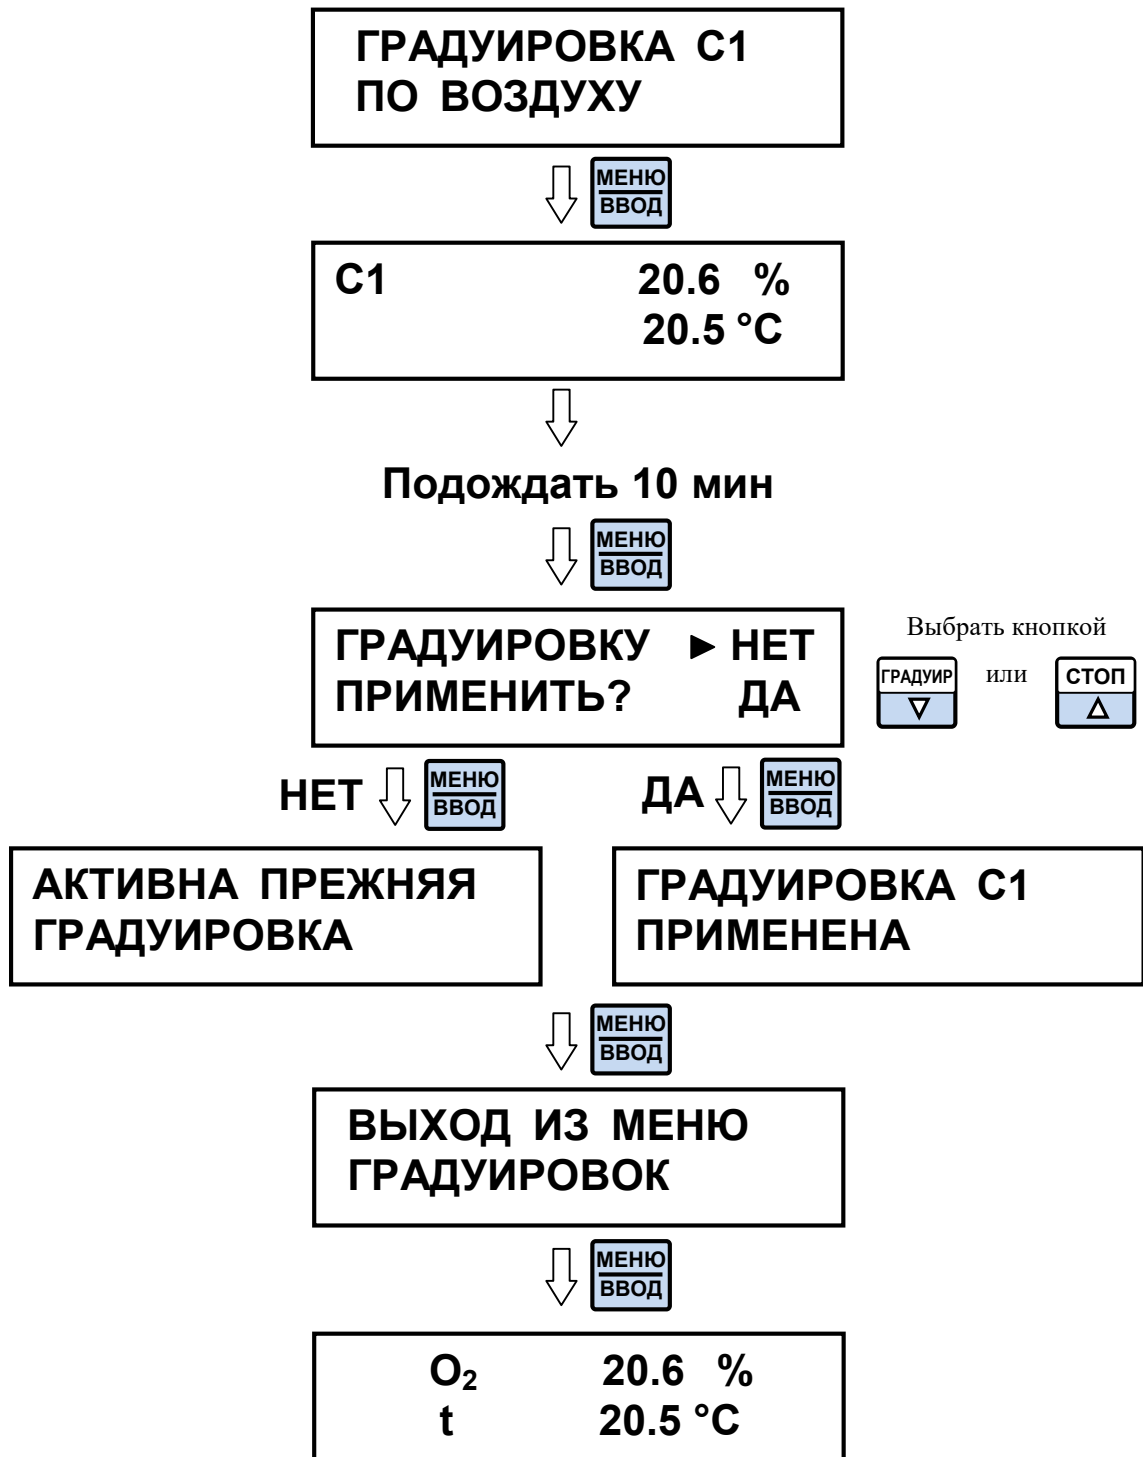 ГРАДУИРОВКА С1
ПО ВОЗДУХУ
МЕНЮ
ВВОД
С1 20.6 %
20.5 °С
Подождать 10 мин
МЕНЮ
ВВОД
ГРАДУИРОВКУ ► НЕТ
ПРИМЕНИТЬ? ДА
Выбрать кнопкой
ГРАДУИР или СТОП
НЕТ
МЕНЮ
ВВОД
ДА
МЕНЮ
ВВОД
АКТИВНА ПРЕЖНЯЯ
ГРАДУИРОВКА
ГРАДУИРОВКА С1
ПРИМЕНЕНА
МЕНЮ
ВВОД
ВЫХОД ИЗ МЕНЮ
ГРАДУИРОВОК
МЕНЮ
ВВОД
O₂ 20.6 %
t 20.5 °С